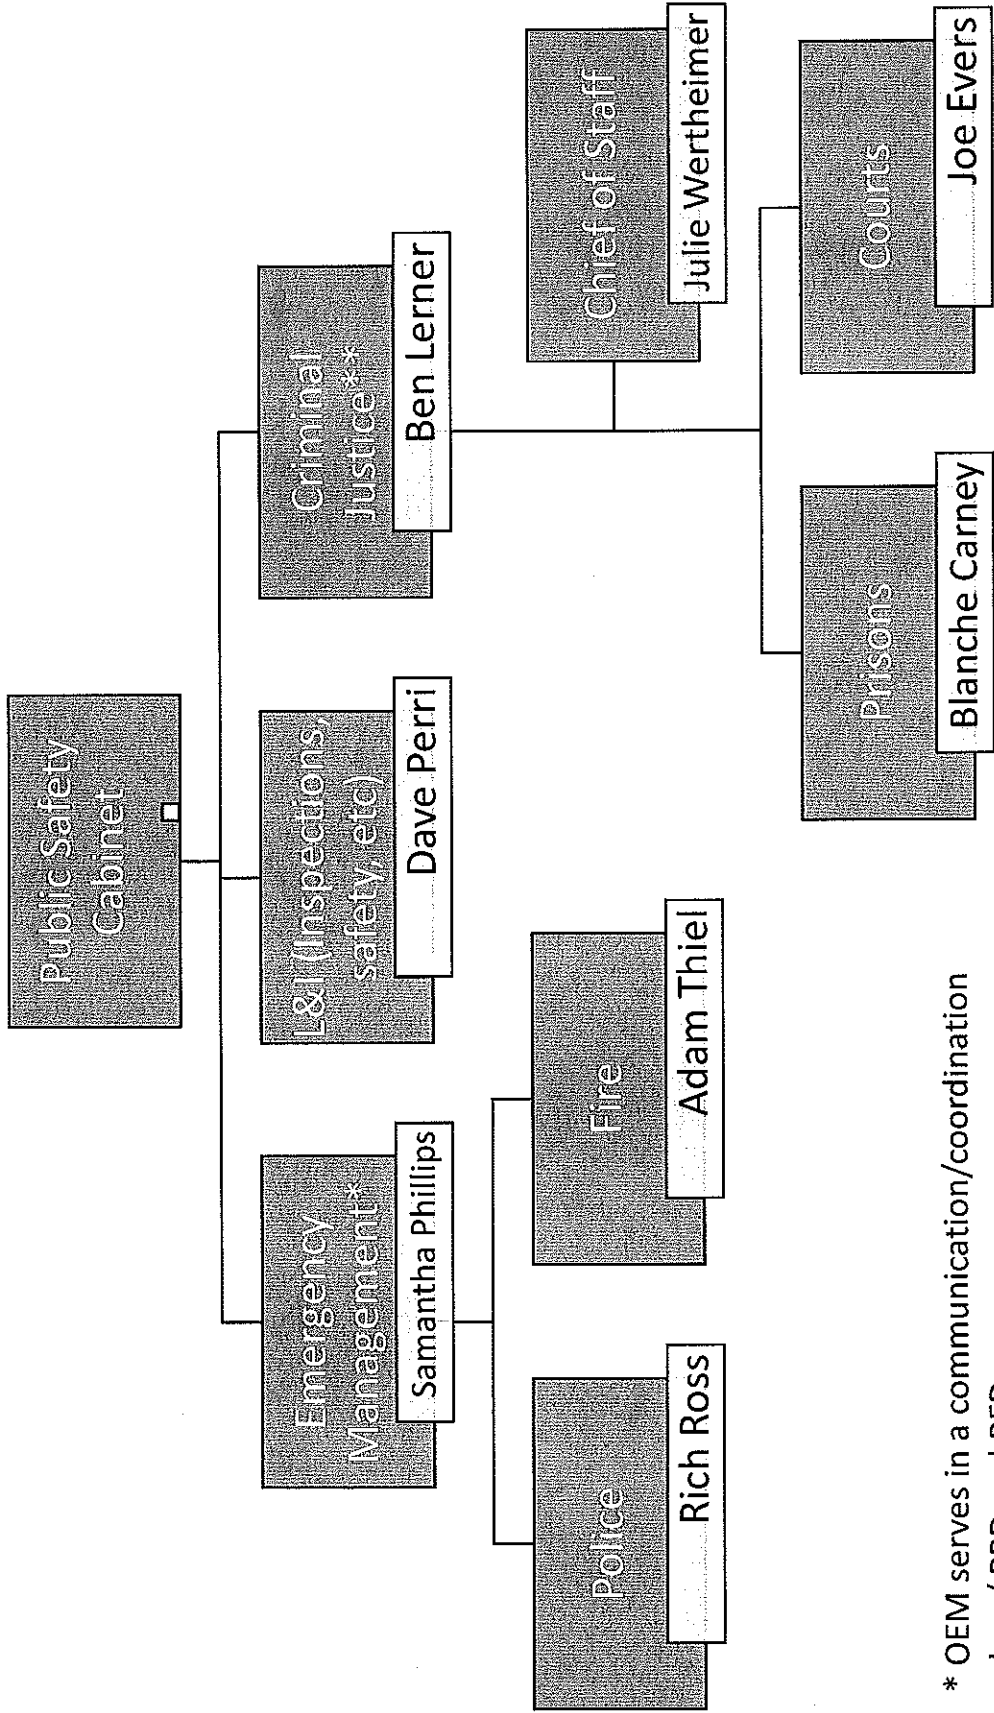 Public Safety
Cabinet
Emergency
Management*
Samantha Phillips
L&I (Inspections,
safety, etc)
Dave Perri
Criminal
Justice**
Ben Lerner
Chief of Staff
Julie Wertheimer
Police
Rich Ross
Fire
Adam Thiel
Prisons
Blanche Carney
Courts
Joe Evers
* OEM serves in a communication/coordination